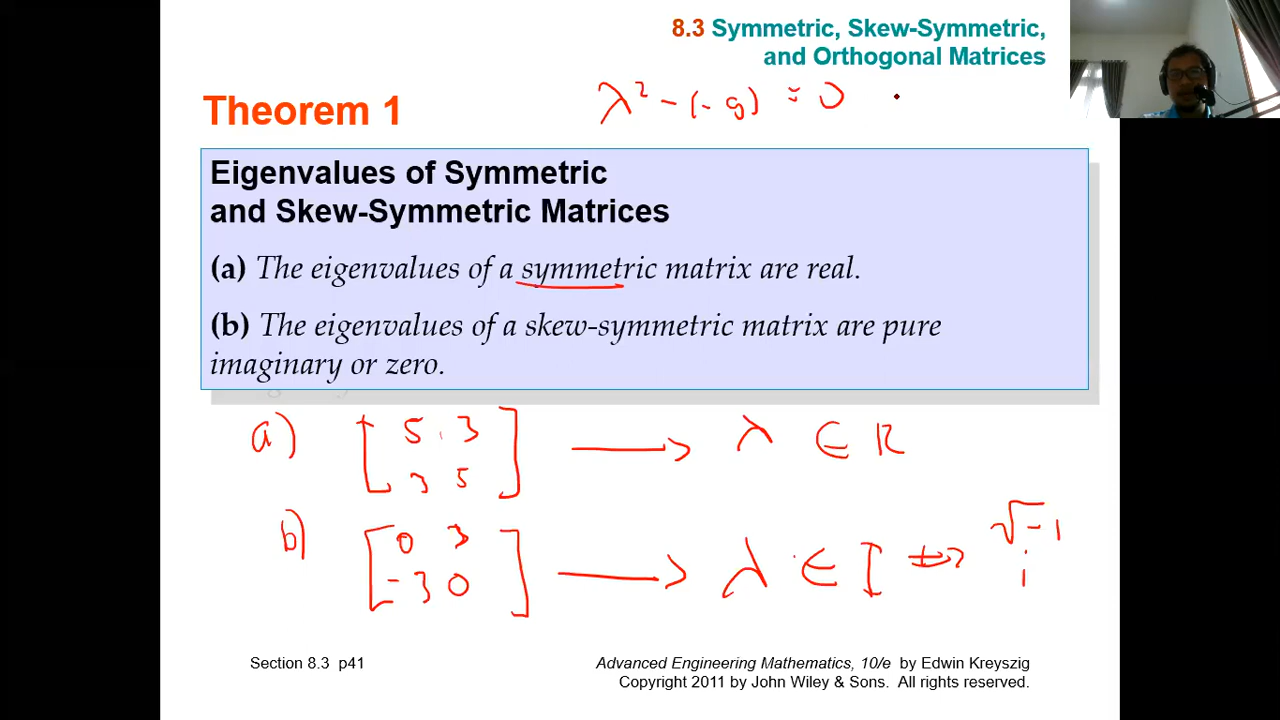 8.3 Symmetric, Skew-Symmetric,
and Orthogonal Matrices
λ² - (- 9) = 0
Theorem 1
Eigenvalues of Symmetric
and Skew-Symmetric Matrices
(a) The eigenvalues of a symmetric matrix are real.
(b) The eigenvalues of a skew-symmetric matrix are pure
imaginary or zero.
a) [ 5 3 ] → λ ∈ R
3 5
b) [ 0 3 ] → λ ∈ I ↔ √-1
-3 0 i
Section 8.3 p41
Advanced Engineering Mathematics, 10/e by Edwin Kreyszig
Copyright 2011 by John Wiley & Sons. All rights reserved.